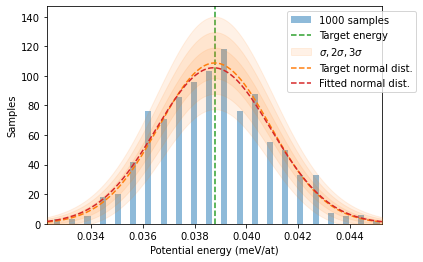 140
120
100
80
60
40
20
0
Samples
0.034 0.036 0.038 0.040 0.042 0.044
Potential energy (meV/at)
1000 samples
Target energy
σ, 2σ, 3σ
Target normal dist.
Fitted normal dist.